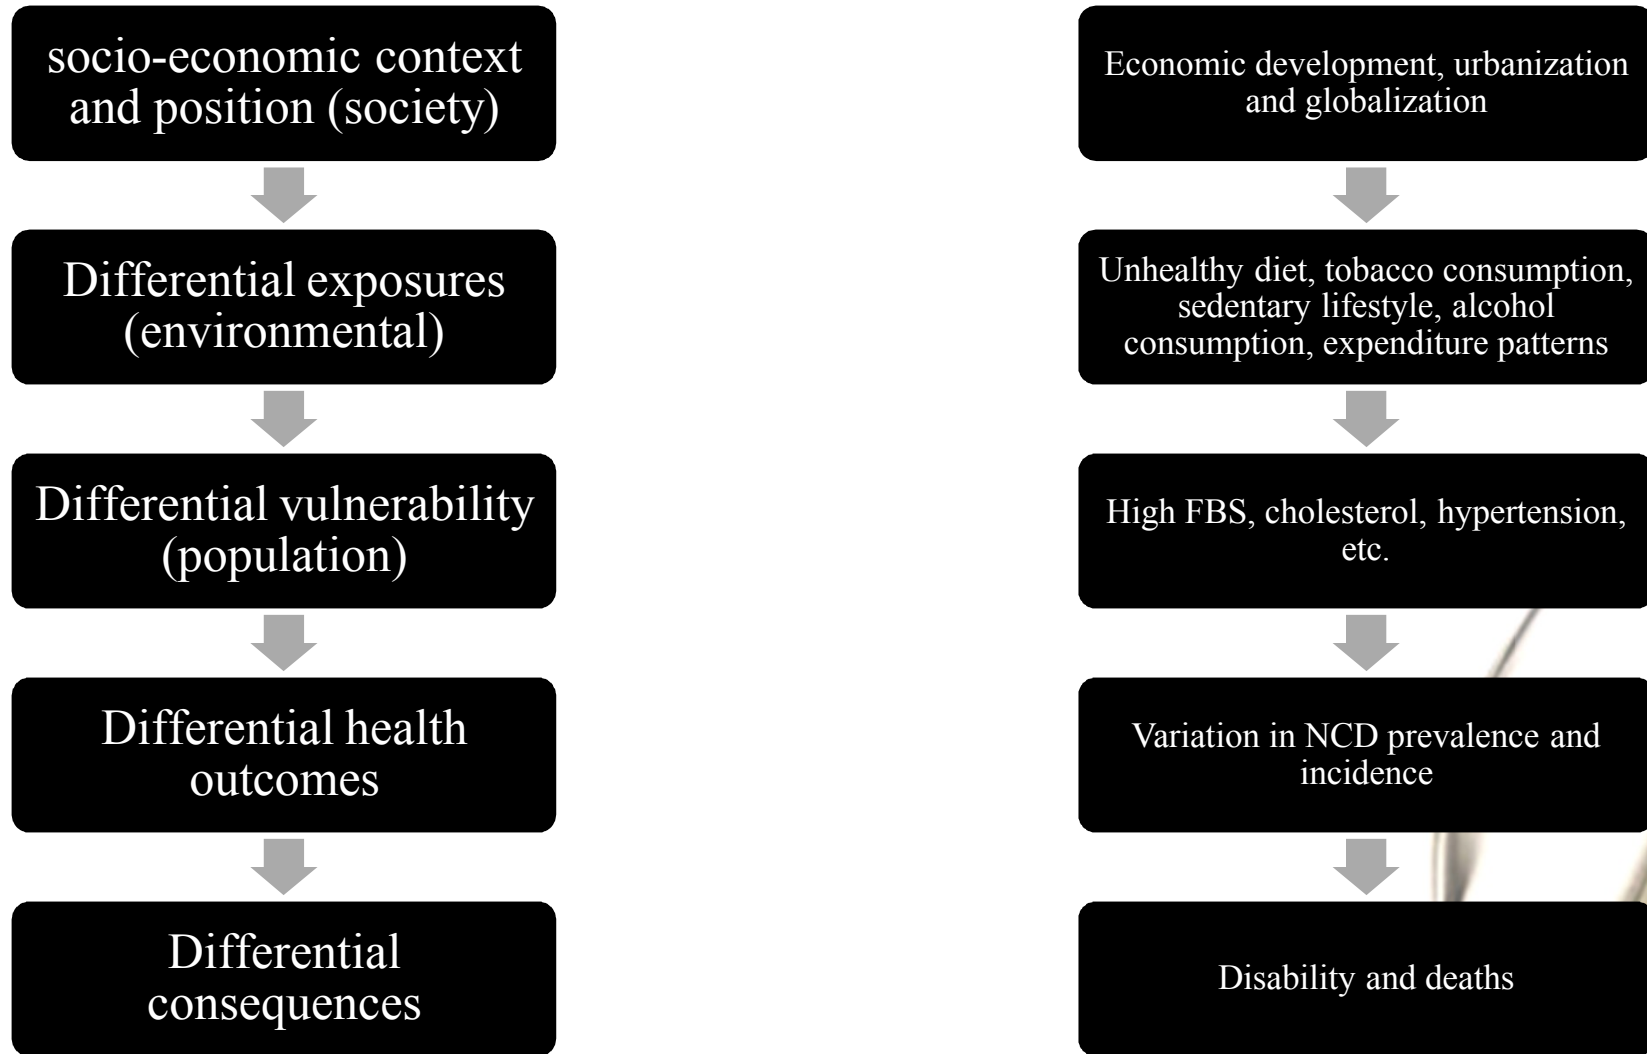 socio-economic context
and position (society)
Differential exposures
(environmental)
Differential vulnerability
(population)
Differential health
outcomes
Differential
consequences
Economic development, urbanization
and globalization
Unhealthy diet, tobacco consumption,
sedentary lifestyle, alcohol
consumption, expenditure patterns
High FBS, cholesterol, hypertension,
etc.
Variation in NCD prevalence and
incidence
Disability and deaths